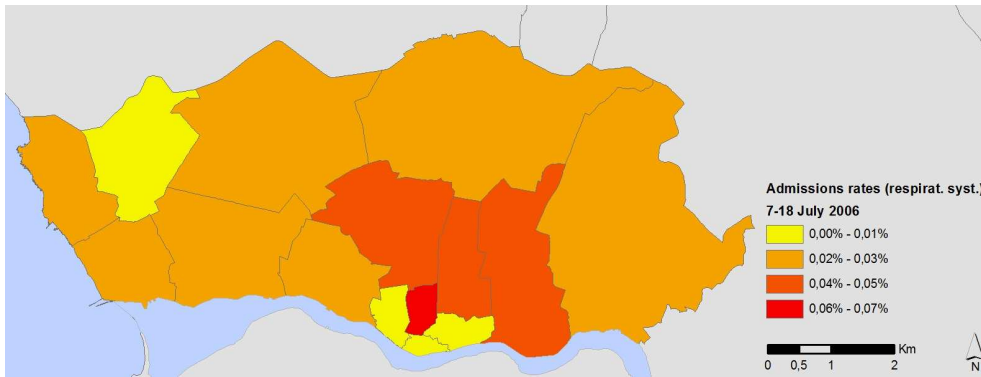 Admissions rates (respirat. syst.)
7-18 July 2006
0,00% - 0,01%
0,02% - 0,03%
0,04% - 0,05%
0,06% - 0,07%
Km
0 0,5 1 2
N